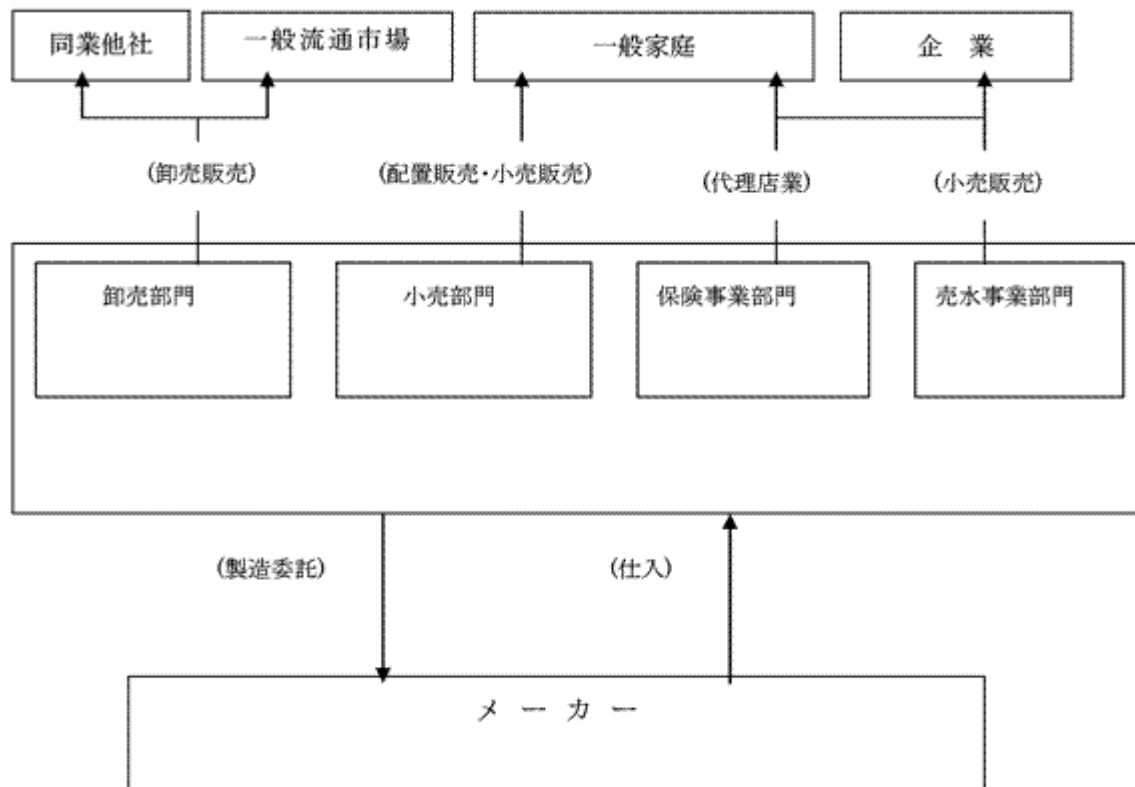 同業他社
一般流通市場
一般家庭
企 業
(卸売販売)
(配置販売・小売販売)
(代理店業)
(小売販売)
卸売部門
小売部門
保険事業部門
売水事業部門
(製造委託)
(仕入)
メ ー カ ー